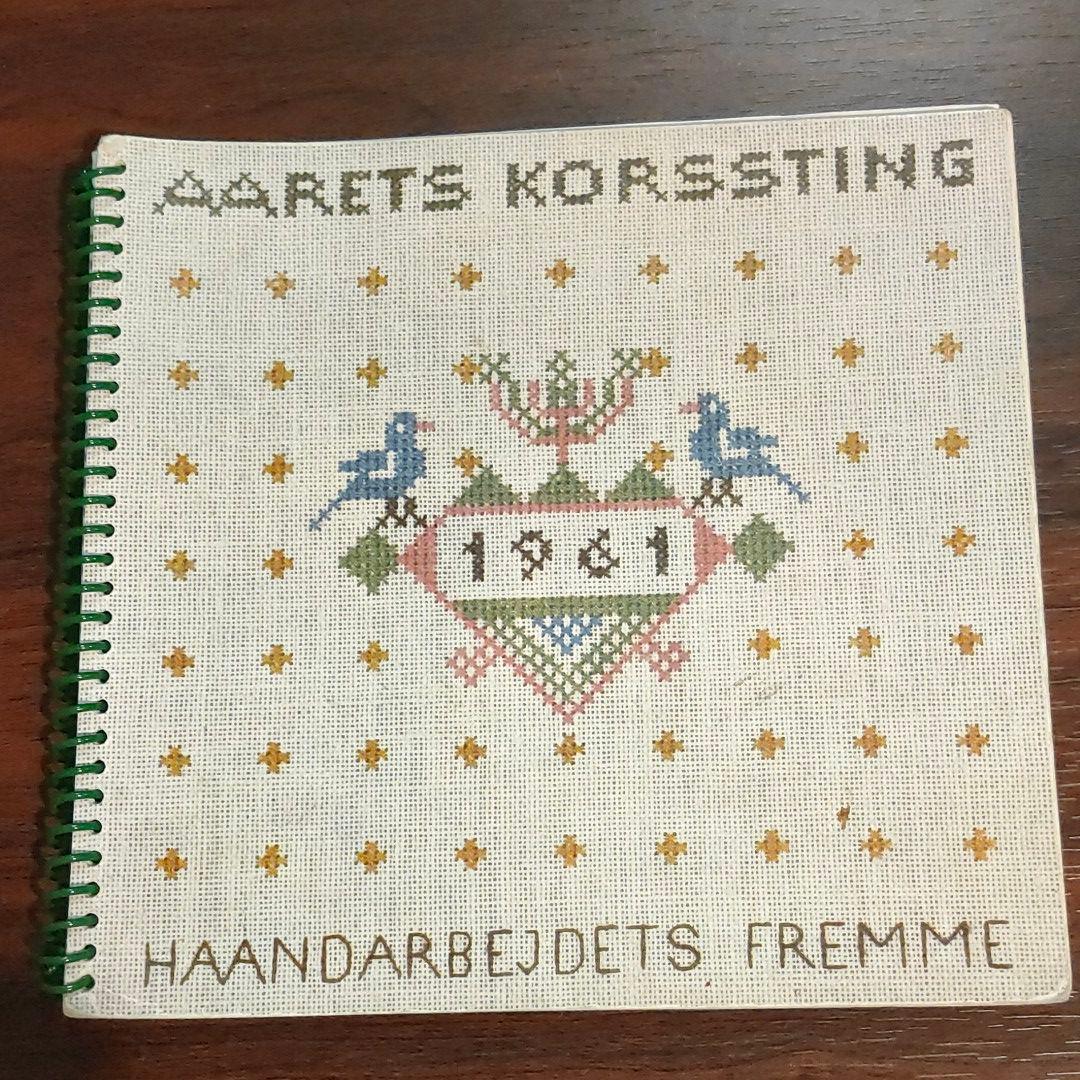 AARETS KORSSTING
1961
HAANDARBEJDETS FREMME